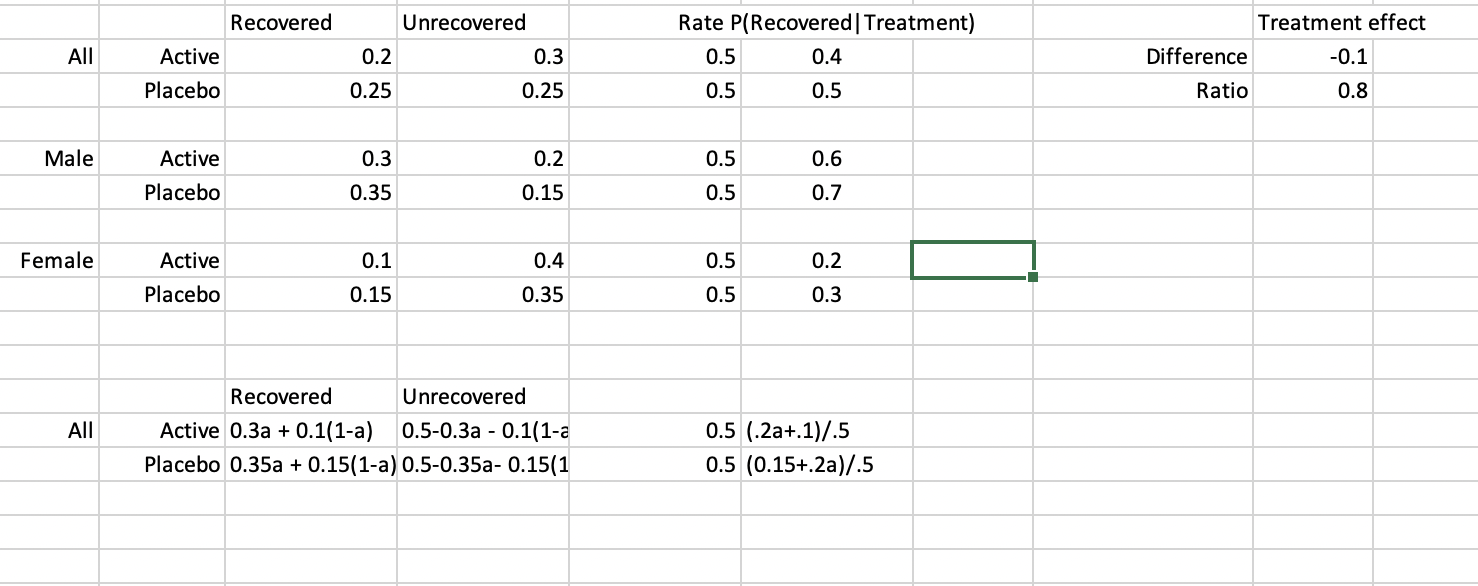 Recovered Unrecovered Rate P(Recovered|Treatment) Treatment effect
All Active 0.2 0.3 0.5 0.4 Difference -0.1
Placebo 0.25 0.25 0.5 0.5 Ratio 0.8
Male Active 0.3 0.2 0.5 0.6
Placebo 0.35 0.15 0.5 0.7
Female Active 0.1 0.4 0.5 0.2
Placebo 0.15 0.35 0.5 0.3
Recovered Unrecovered
All Active 0.3a + 0.1(1-a) 0.5-0.3a - 0.1(1-a 0.5 (.2a+.1)/.5
Placebo 0.35a + 0.15(1-a) 0.5-0.35a- 0.15(1 0.5 (0.15+.2a)/.5